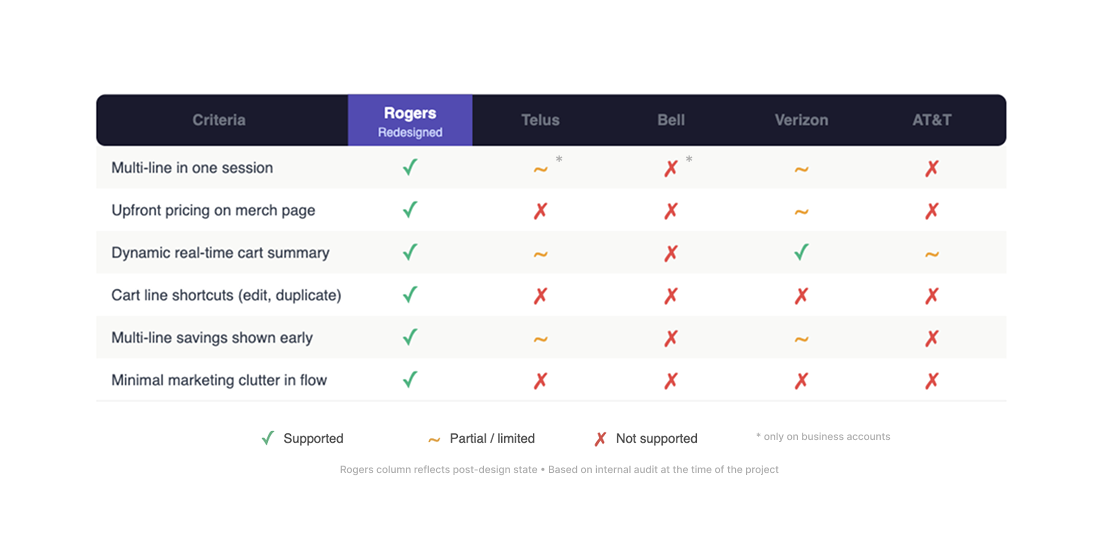 Criteria Rogers Telus Bell Verizon AT&T
Redesigned
Multi-line in one session ✓ ~ * ✗ * ~ ✗
Upfront pricing on merch page ✓ ✗ ✗ ~ ✗
Dynamic real-time cart summary ✓ ~ ✗ ✓ ~
Cart line shortcuts (edit, duplicate) ✓ ✗ ✗ ✗ ✗
Multi-line savings shown early ✓ ~ ✗ ~ ✗
Minimal marketing clutter in flow ✓ ✗ ✗ ✗ ✗
✓ Supported ~ Partial / limited ✗ Not supported * only on business accounts
Rogers column reflects post-design state • Based on internal audit at the time of the project